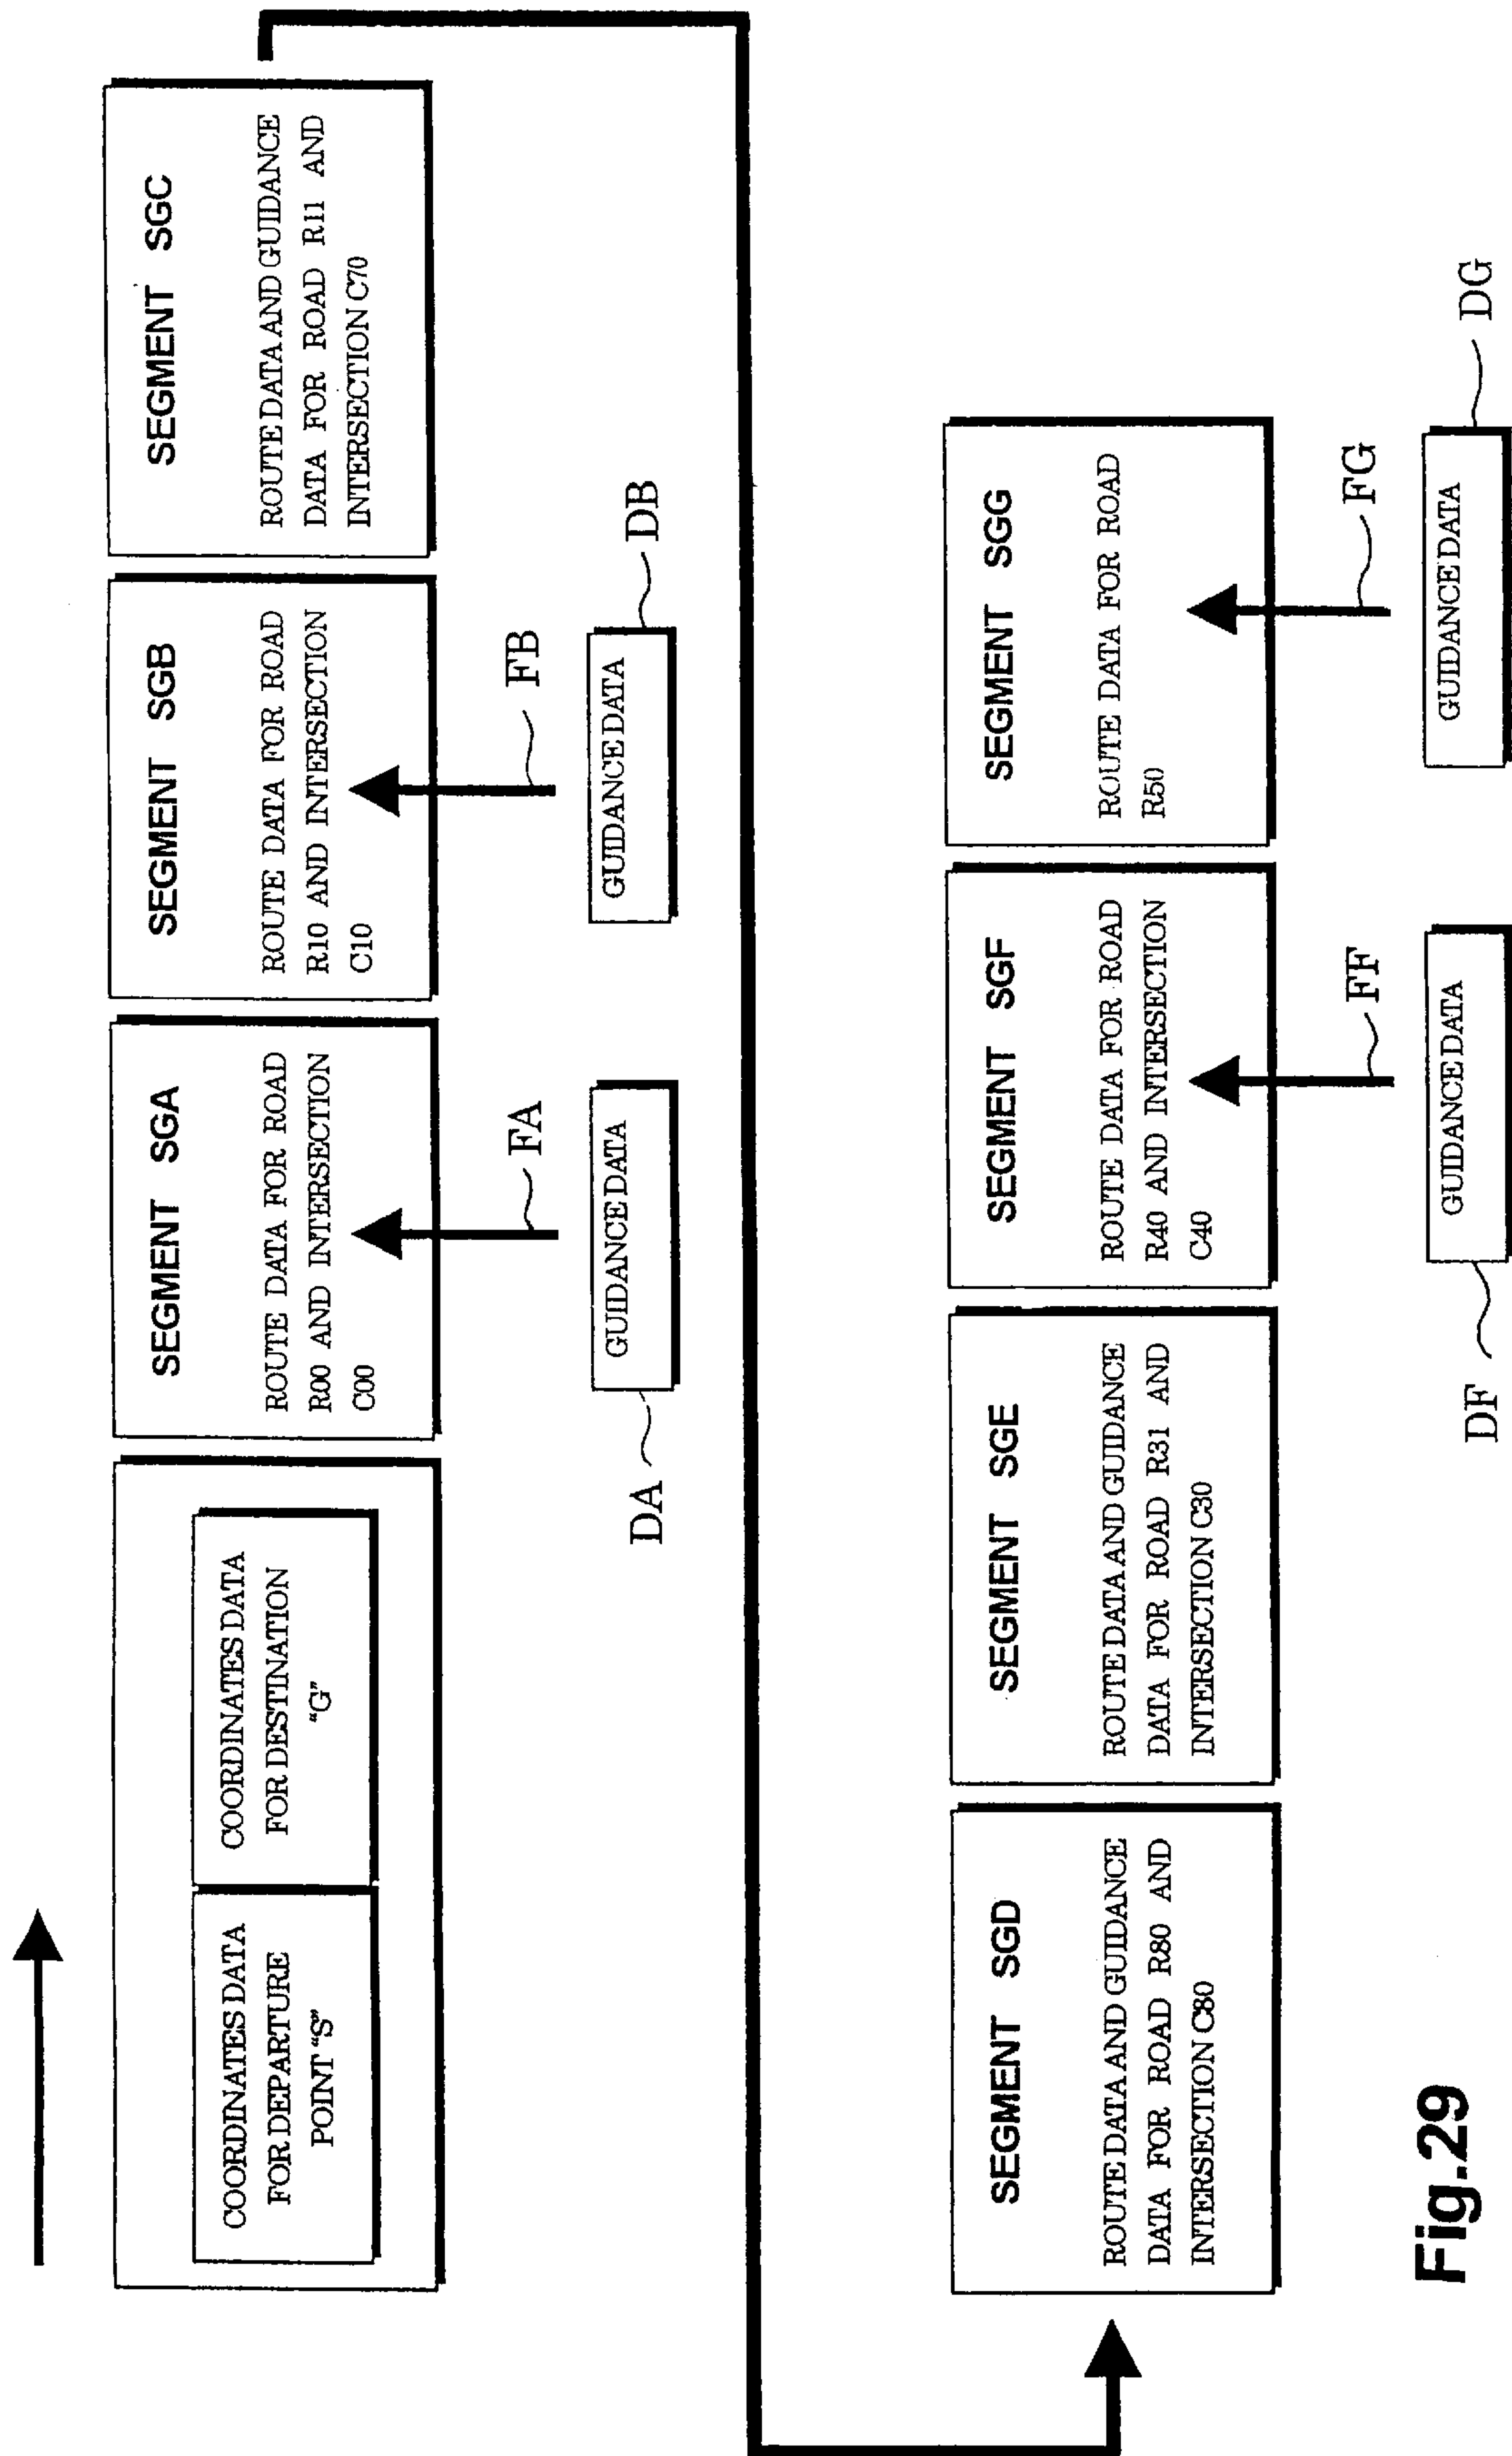 COORDINATES DATA
FOR DEPARTURE
POINT "S"
COORDINATES DATA
FOR DESTINATION
"G"
SEGMENT SGA
ROUTE DATA FOR ROAD
R00 AND INTERSECTION
C00
FA
DA
GUIDANCE DATA
SEGMENT SGB
ROUTE DATA FOR ROAD
R10 AND INTERSECTION
C10
FB
GUIDANCE DATA
DB
SEGMENT SGC
ROUTE DATA AND GUIDANCE
DATA FOR ROAD R11 AND
INTERSECTION C70
SEGMENT SGD
ROUTE DATA AND GUIDANCE
DATA FOR ROAD R80 AND
INTERSECTION C80
SEGMENT SGE
ROUTE DATA AND GUIDANCE
DATA FOR ROAD R31 AND
INTERSECTION C30
SEGMENT SGF
ROUTE DATA FOR ROAD
R40 AND INTERSECTION
C40
FF
DF
GUIDANCE DATA
SEGMENT SGG
ROUTE DATA FOR ROAD
R50
FG
GUIDANCE DATA
DG
Fig.29